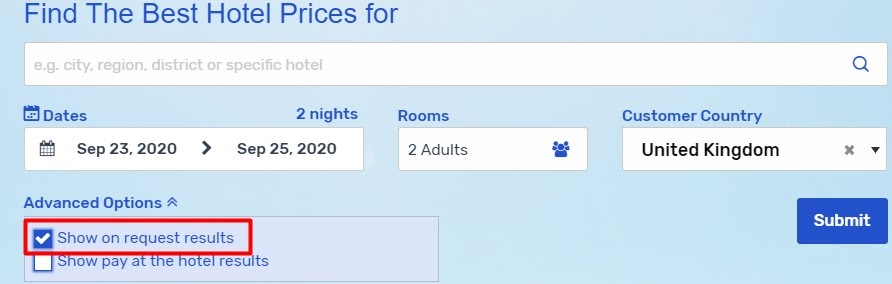 Find The Best Hotel Prices for
e.g. city, region, district or specific hotel
Dates 2 nights Rooms Customer Country
Sep 23, 2020 Sep 25, 2020 2 Adults United Kingdom
Advanced Options
Submit
Show on request results
Show pay at the hotel results